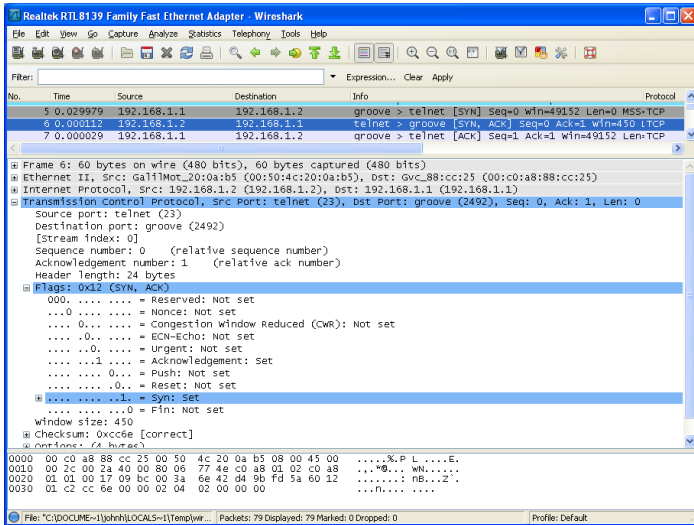 Realtek RTL8139 Family Fast Ethernet Adapter - Wireshark
File Edit View Go Capture Analyze Statistics Telephony Tools Help
Filter: Expression... Clear Apply
No. Time Source Destination Info Protocol
5 0.029979 192.168.1.1 192.168.1.2 groove > telnet [SYN] Seq=0 Win=49152 Len=0 MSS TCP
6 0.000112 192.168.1.2 192.168.1.1 telnet > groove [SYN, ACK] Seq=0 Ack=1 Win=450 L TCP
7 0.000029 192.168.1.1 192.168.1.2 groove > telnet [ACK] Seq=1 Ack=1 Win=49152 Len TCP
Frame 6: 60 bytes on wire (480 bits), 60 bytes captured (480 bits)
Ethernet II, Src: GalilMot_20:0a:b5 (00:50:4c:20:0a:b5), Dst: Gvc_88:cc:25 (00:c0:a8:88:cc:25)
Internet Protocol, Src: 192.168.1.2 (192.168.1.2), Dst: 192.168.1.1 (192.168.1.1)
Transmission Control Protocol, Src Port: telnet (23), Dst Port: groove (2492), Seq: 0, Ack: 1, Len: 0
Source port: telnet (23)
Destination port: groove (2492)
[Stream index: 0]
Sequence number: 0 (relative sequence number)
Acknowledgement number: 1 (relative ack number)
Header length: 24 bytes
Flags: 0x12 (SYN, ACK)
000. .... .... = Reserved: Not set
...0 .... .... = Nonce: Not set
.... 0... .... = Congestion Window Reduced (CWR): Not set
.... .0.. .... = ECN-Echo: Not set
.... ..0. .... = Urgent: Not set
.... ...1 .... = Acknowledgement: Set
.... .... 0... = Push: Not set
.... .... .0.. = Reset: Not set
.... .... ..1. = Syn: Set
.... .... ...0 = Fin: Not set
Window size: 450
Checksum: 0xcc6e [correct]
Options: (4 bytes)
0000 00 c0 a8 88 cc 25 00 50 4c 20 0a b5 08 00 45 00 .....%.P L ....E.
0010 00 2c 00 2a 40 00 80 06 77 4e c0 a8 01 02 c0 a8 .,.*@... wN......
0020 01 01 00 17 09 bc 00 3a 6e 42 d4 9b fd 5a 60 12 .......: nB...Z`.
0030 01 c2 cc 6e 00 00 02 04 02 00 00 00 ...n.... ....
File: "C:\DOCUME~1\johnh\LOCALS~1\Temp\wir... Packets: 79 Displayed: 79 Marked: 0 Dropped: 0 Profile: Default